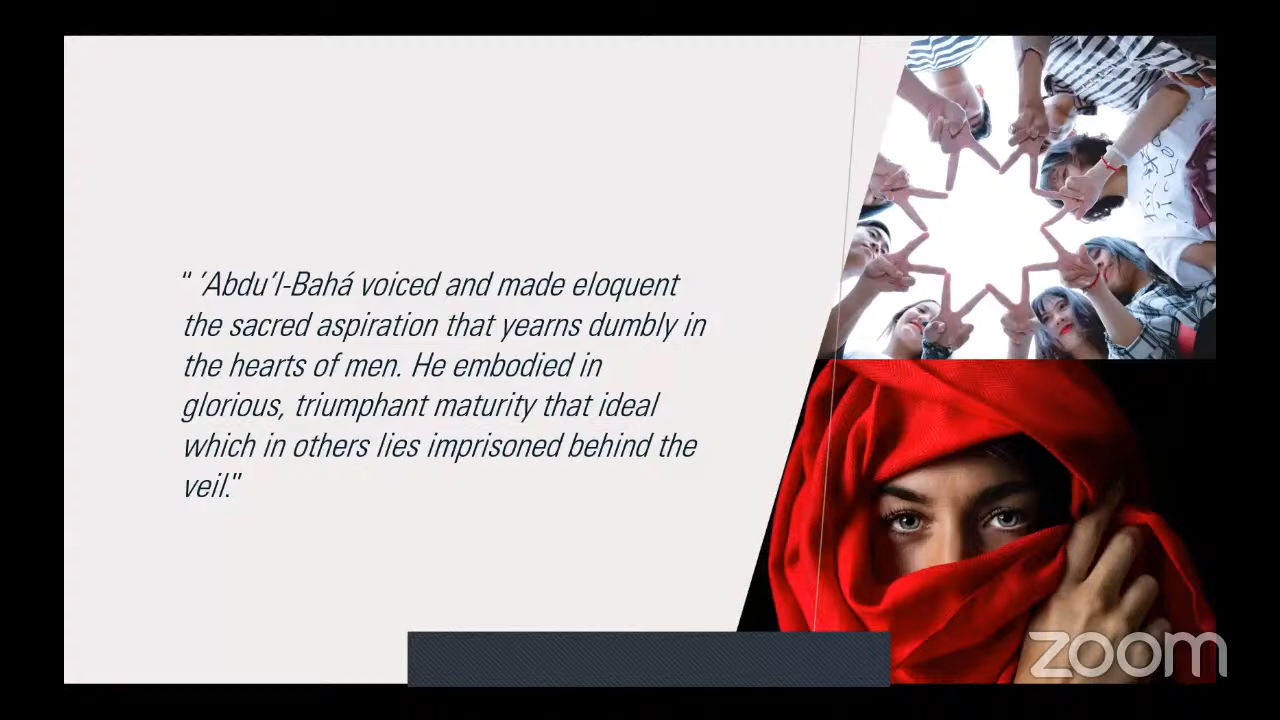 “ ’Abdu’l-Bahá voiced and made eloquent
the sacred aspiration that yearns dumbly in
the hearts of men. He embodied in
glorious, triumphant maturity that ideal
which in others lies imprisoned behind the
veil.”
zoom